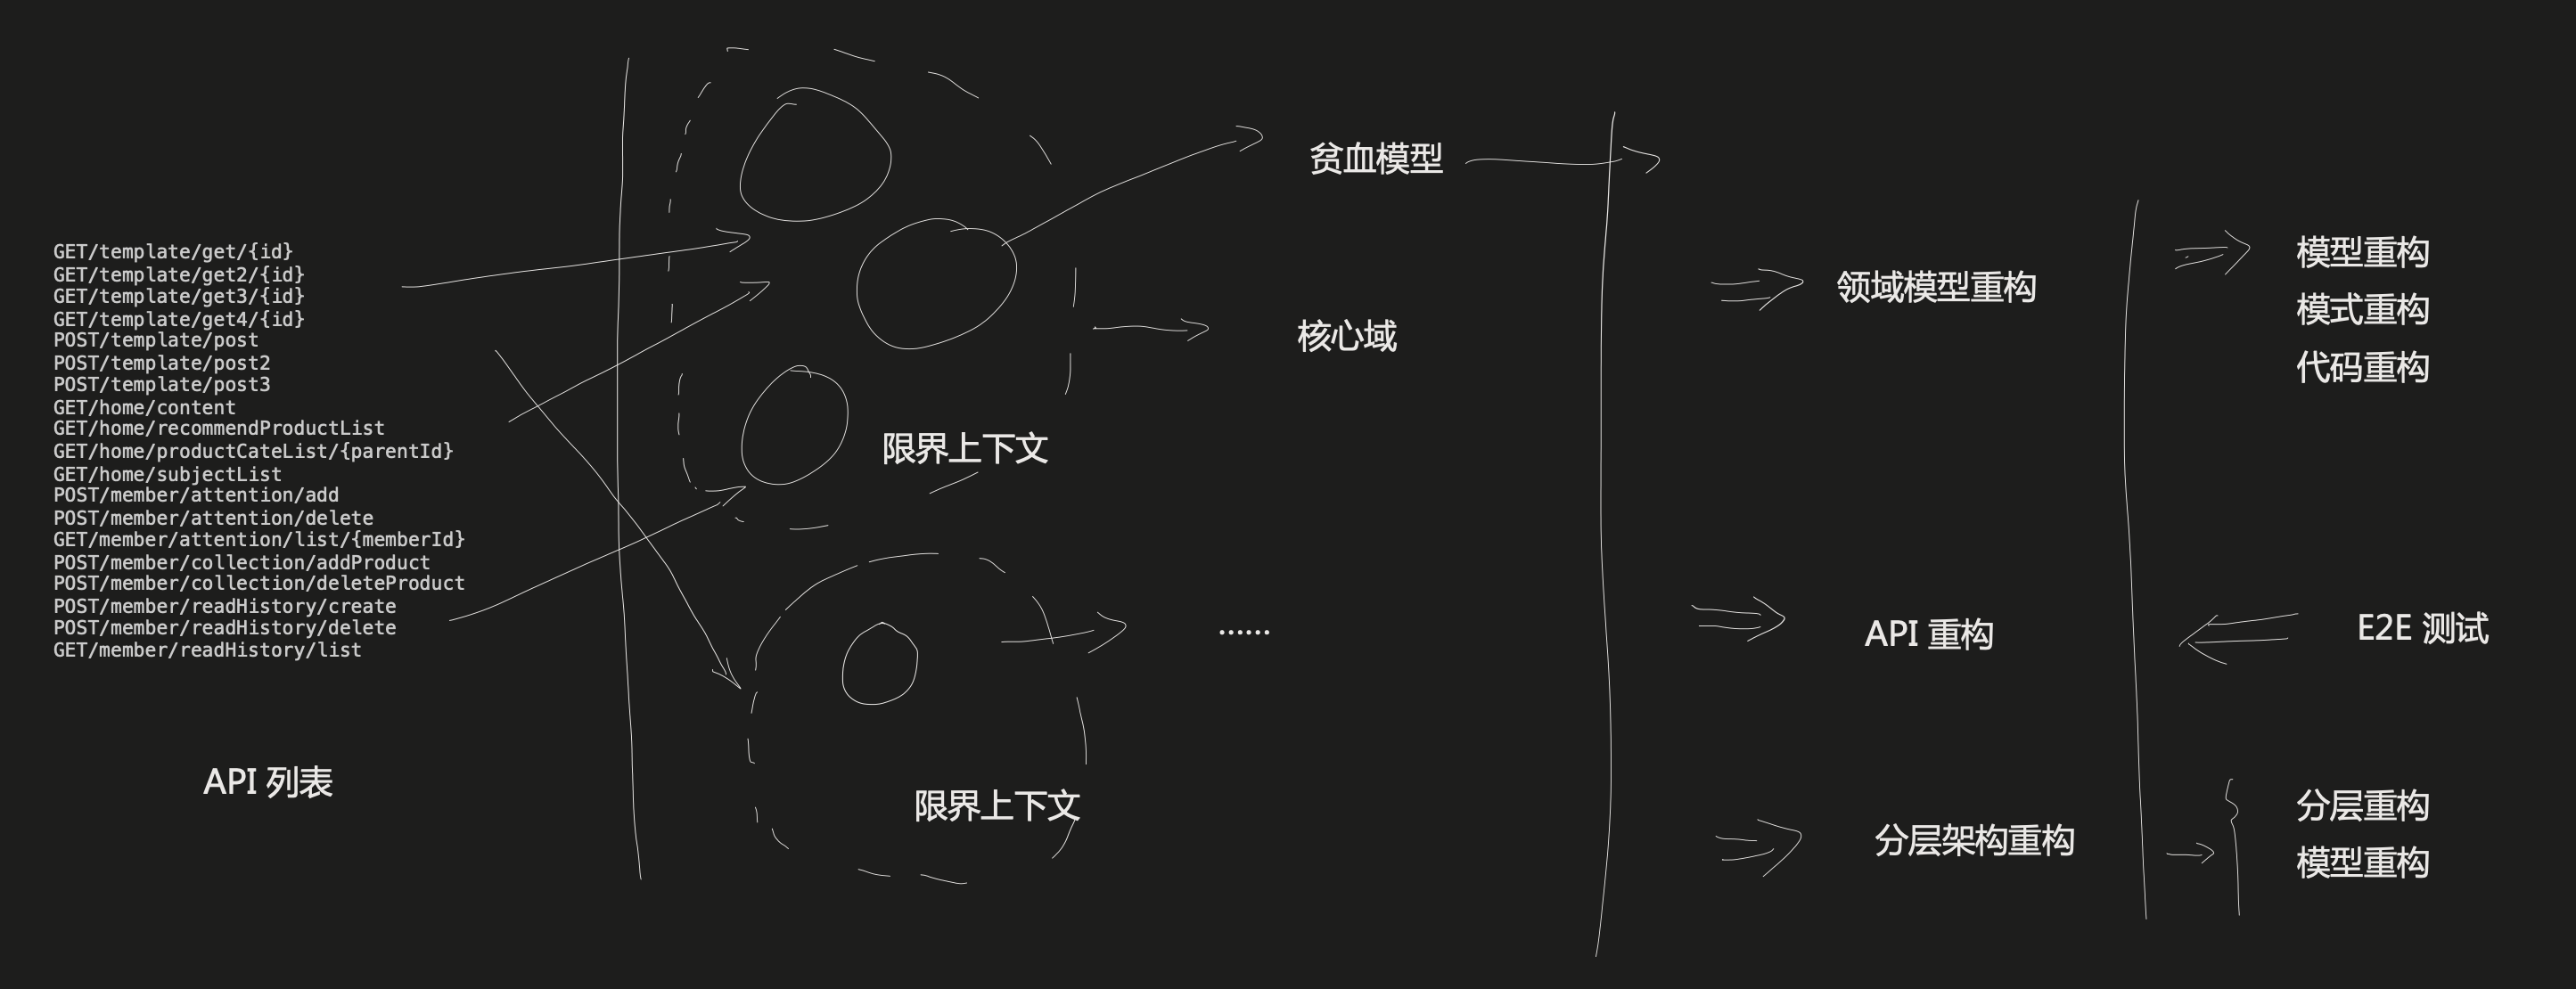 GET/template/get/{id}
GET/template/get2/{id}
GET/template/get3/{id}
GET/template/get4/{id}
POST/template/post
POST/template/post2
POST/template/post3
GET/home/content
GET/home/recommendProductList
GET/home/productCateList/{parentId}
GET/home/subjectList
POST/member/attention/add
POST/member/attention/delete
GET/member/attention/list/{memberId}
POST/member/collection/addProduct
POST/member/collection/deleteProduct
POST/member/readHistory/create
POST/member/readHistory/delete
GET/member/readHistory/list
API 列表
限界上下文
限界上下文
贫血模型
核心域
······
领域模型重构
API 重构
分层架构重构
模型重构
模式重构
代码重构
E2E 测试
分层重构
模型重构